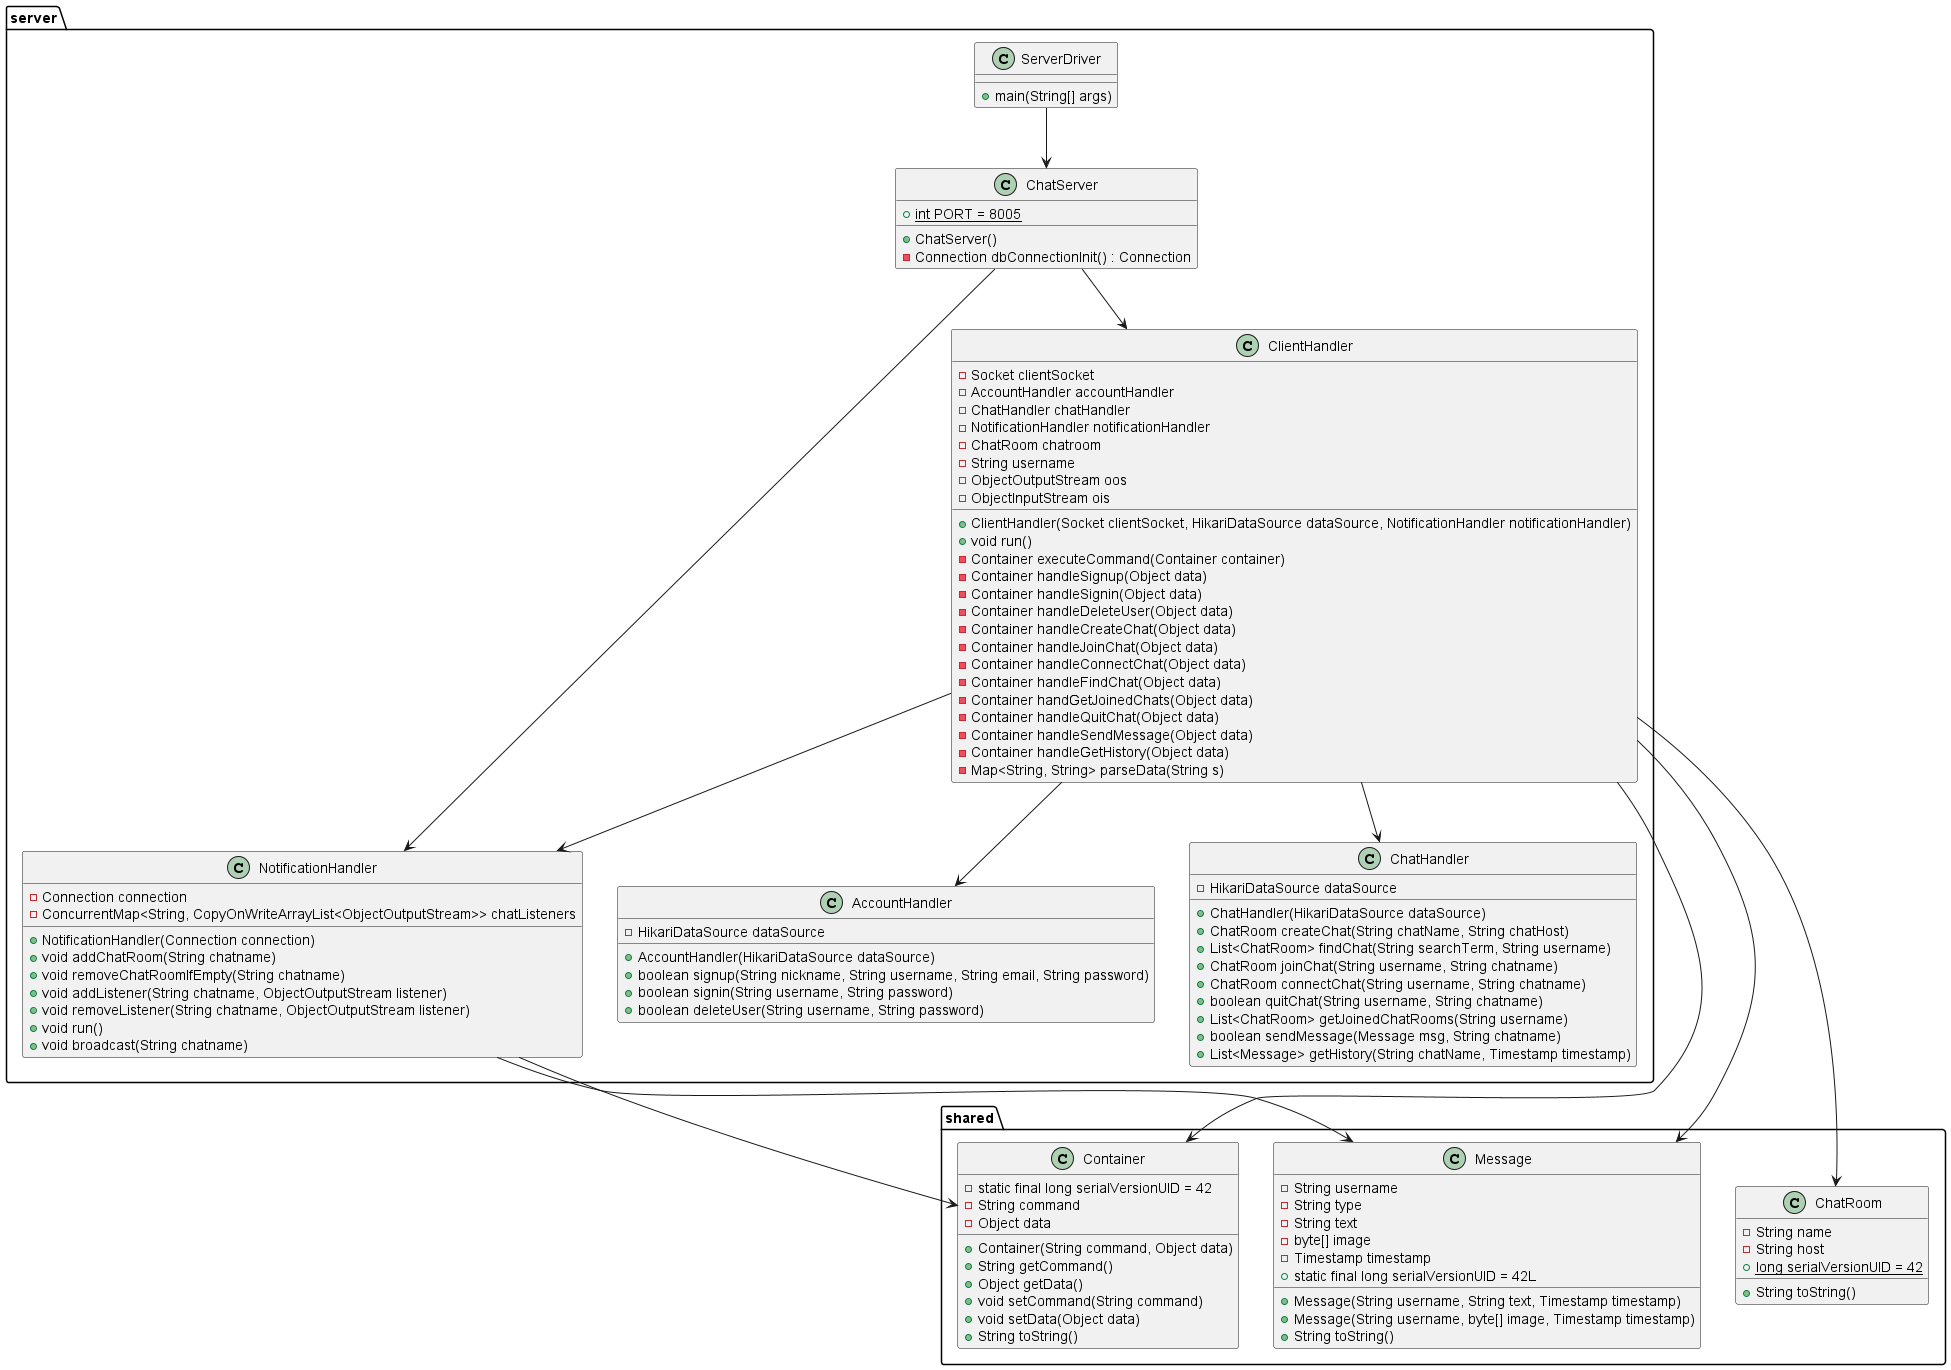 server
C ServerDriver
main(String[] args)
C ChatServer
int PORT = 8005
ChatServer()
Connection dbConnectionInit() : Connection
C ClientHandler
Socket clientSocket
AccountHandler accountHandler
ChatHandler chatHandler
NotificationHandler notificationHandler
ChatRoom chatroom
String username
ObjectOutputStream oos
ObjectInputStream ois
ClientHandler(Socket clientSocket, HikariDataSource dataSource, NotificationHandler notificationHandler)
void run()
Container executeCommand(Container container)
Container handleSignup(Object data)
Container handleSignin(Object data)
Container handleDeleteUser(Object data)
Container handleCreateChat(Object data)
Container handleJoinChat(Object data)
Container handleConnectChat(Object data)
Container handleFindChat(Object data)
Container handGetJoinedChats(Object data)
Container handleQuitChat(Object data)
Container handleSendMessage(Object data)
Container handleGetHistory(Object data)
Map<String, String> parseData(String s)
C NotificationHandler
Connection connection
ConcurrentMap<String, CopyOnWriteArrayList<ObjectOutputStream>> chatListeners
NotificationHandler(Connection connection)
void addChatRoom(String chatname)
void removeChatRoomIfEmpty(String chatname)
void addListener(String chatname, ObjectOutputStream listener)
void removeListener(String chatname, ObjectOutputStream listener)
void run()
void broadcast(String chatname)
C AccountHandler
HikariDataSource dataSource
AccountHandler(HikariDataSource dataSource)
boolean signup(String nickname, String username, String email, String password)
boolean signin(String username, String password)
boolean deleteUser(String username, String password)
C ChatHandler
HikariDataSource dataSource
ChatHandler(HikariDataSource dataSource)
ChatRoom createChat(String chatName, String chatHost)
List<ChatRoom> findChat(String searchTerm, String username)
ChatRoom joinChat(String username, String chatname)
ChatRoom connectChat(String username, String chatname)
boolean quitChat(String username, String chatname)
List<ChatRoom> getJoinedChatRooms(String username)
boolean sendMessage(Message msg, String chatname)
List<Message> getHistory(String chatName, Timestamp timestamp)
shared
C Container
static final long serialVersionUID = 42
String command
Object data
Container(String command, Object data)
String getCommand()
Object getData()
void setCommand(String command)
void setData(Object data)
String toString()
C Message
String username
String type
String text
byte[] image
Timestamp timestamp
static final long serialVersionUID = 42L
Message(String username, String text, Timestamp timestamp)
Message(String username, byte[] image, Timestamp timestamp)
String toString()
C ChatRoom
String name
String host
long serialVersionUID = 42
String toString()